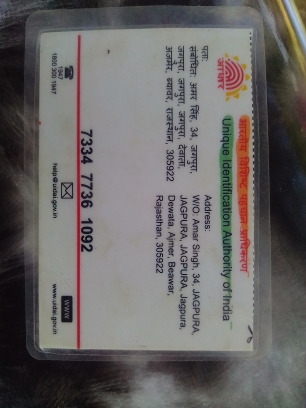 भारतीय विशिष्ट पहचान प्राधिकरण
Unique Identification Authority of India
आधार
पता:
संबोधित: अमर सिंह, 34, जगपुरा,
जगपुरा, जगपुरा, जगपुरा, देवाता,
अजमेर, ब्यावर, राजस्थान, 305922
Address:
W/O: Amar Singh, 34, JAGPURA,
JAGPURA, JAGPURA, Jagpura,
Dewata, Ajmer, Beawar,
Rajasthan, 305922
7334 7736 1092
1947
1800 300 1947
help@uidai.gov.in
www
www.uidai.gov.in